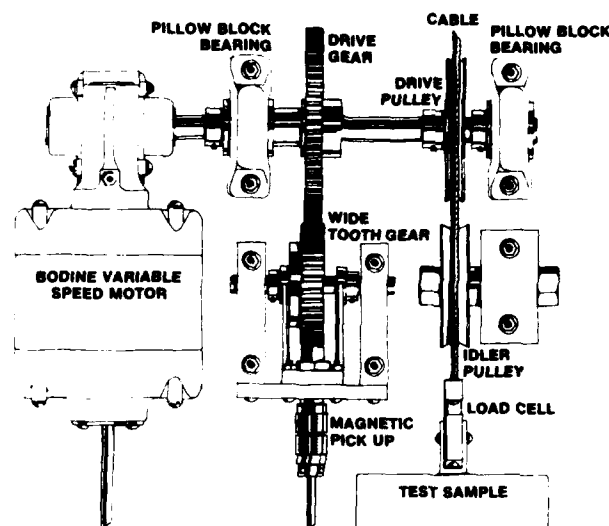 PILLOW BLOCK
BEARING
DRIVE
GEAR
CABLE
PILLOW BLOCK
BEARING
DRIVE
PULLEY
WIDE
TOOTH GEAR
BODINE VARIABLE
SPEED MOTOR
IDLER
PULLEY
MAGNETIC
PICK UP
LOAD CELL
TEST SAMPLE